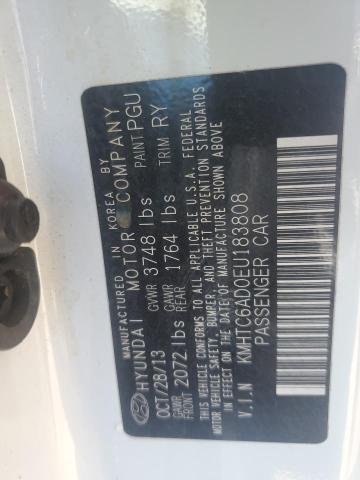 MANUFACTURED IN KOREA BY
HYUNDAI MOTOR COMPANY
OCT/28/13 GVWR 3748 lbs PAINT PGU
GAWR FRONT 2072 lbs GAWR REAR 1764 lbs TRIM RY
THIS VEHICLE CONFORMS TO ALL APPLICABLE U.S.A. FEDERAL
MOTOR VEHICLE SAFETY, BUMPER, AND THEFT PREVENTION STANDARDS
IN EFFECT ON THE DATE OF MANUFACTURE SHOWN ABOVE
V.I.N KMHTC6AD0EU183808
PASSENGER CAR